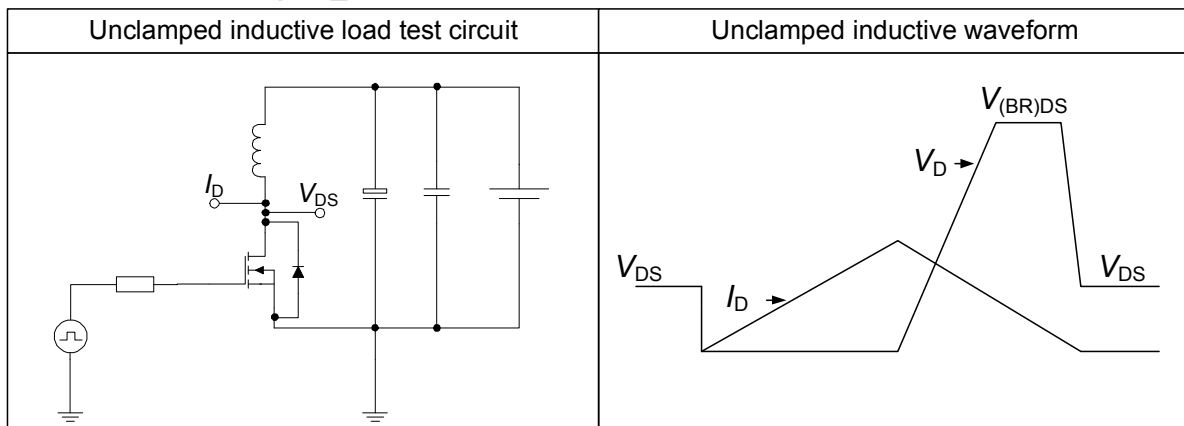 Unclamped inductive load test circuit
Unclamped inductive waveform
I_D
V_DS
V_(BR)DS
V_D
V_DS
I_D
V_DS